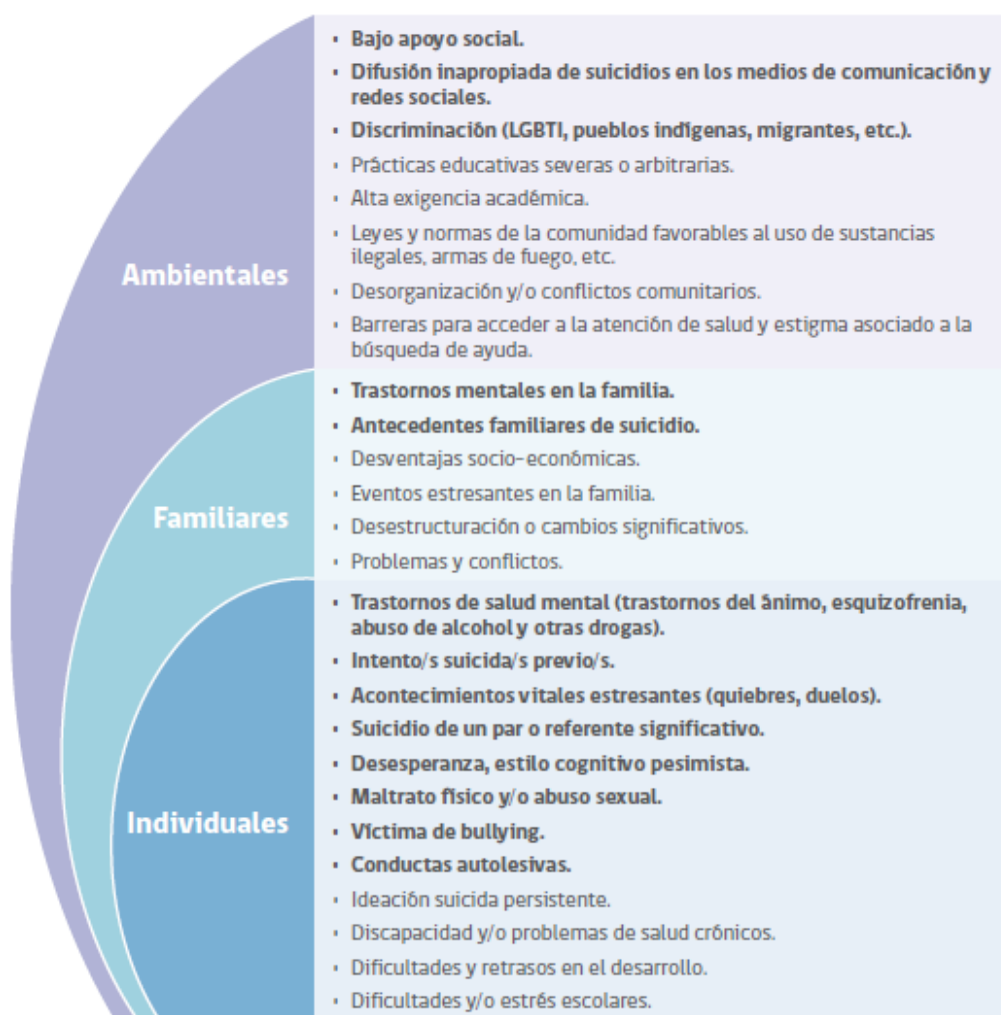 Ambientales
· Bajo apoyo social.
· Difusión inapropiada de suicidios en los medios de comunicación y
redes sociales.
· Discriminación (LGBTI, pueblos indígenas, migrantes, etc.).
· Prácticas educativas severas o arbitrarias.
· Alta exigencia académica.
· Leyes y normas de la comunidad favorables al uso de sustancias
ilegales, armas de fuego, etc.
· Desorganización y/o conflictos comunitarios.
· Barreras para acceder a la atención de salud y estigma asociado a la
búsqueda de ayuda.
Familiares
· Trastornos mentales en la familia.
· Antecedentes familiares de suicidio.
· Desventajas socio-económicas.
· Eventos estresantes en la familia.
· Desestructuración o cambios significativos.
· Problemas y conflictos.
Individuales
· Trastornos de salud mental (trastornos del ánimo, esquizofrenia,
abuso de alcohol y otras drogas).
· Intento/s suicida/s previo/s.
· Acontecimientos vitales estresantes (quiebres, duelos).
· Suicidio de un par o referente significativo.
· Desesperanza, estilo cognitivo pesimista.
· Maltrato físico y/o abuso sexual.
· Víctima de bullying.
· Conductas autolesivas.
· Ideación suicida persistente.
· Discapacidad y/o problemas de salud crónicos.
· Dificultades y retrasos en el desarrollo.
· Dificultades y/o estrés escolares.